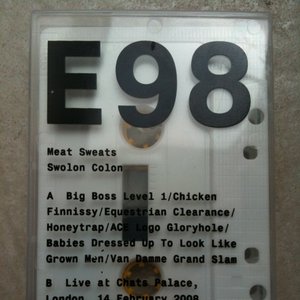 E98
Meat Sweats
Swolon Colon
A Big Boss Level 1/Chicken
Finnissy/Equestrian Clearance/
Honeytrap/ACE Logo Gloryhole/
Babies Dressed Up To Look Like
Grown Men/Van Damme Grand Slam
B Live at Chats Palace,
London, 14 February 2008